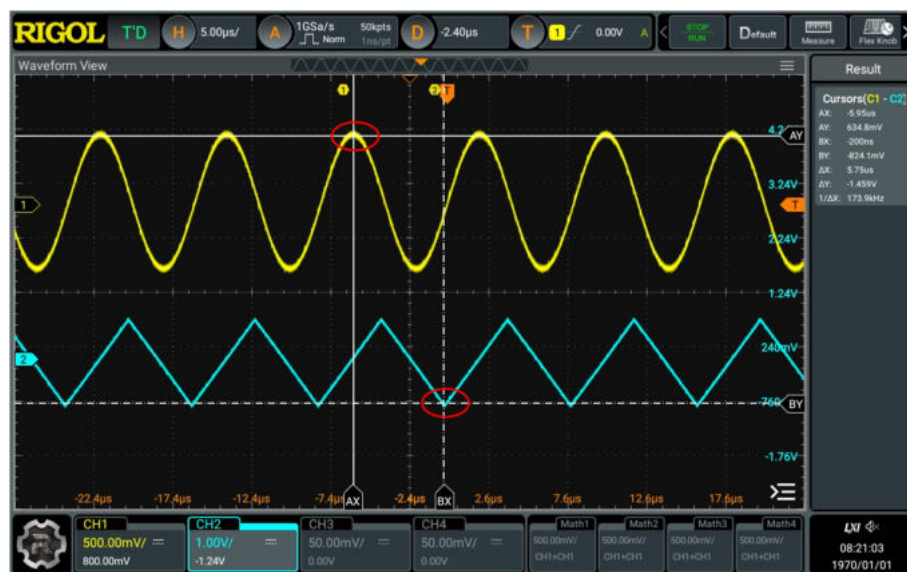 RIGOL T'D H 5.00µs/ A 1GSa/s Norm 50kpts 1ns/pt D -2.40µs T 1 0.00V A STOP RUN Default Measure Flex Knob
Waveform View
Result
1 2 T
Cursors(C1 - C2)
AX: -5.95us
AY: 634.8mV
BX: -200ns
BY: -824.1mV
ΔX: 5.75us
ΔY: -1.459V
1/ΔX: 173.9kHz
AY
3.24V
1 T
2.24V
1.24V
2 240mV
-760 BY
-1.76V
-22.4µs -17.4µs -12.4µs -7.4µs AX -2.4µs BX 2.6µs 7.6µs 12.6µs 17.6µs
CH1 CH2 CH3 CH4 Math1 Math2 Math3 Math4
500.00mV/ 1.00V/ 50.00mV/ 50.00mV/ 500.00mV/ 500.00mV/ 500.00mV/ 500.00mV/
800.00mV -1.24V 0.00V 0.00V CH1+CH1 CH1+CH1 CH1+CH1 CH1+CH1
LXI
08:21:03
1970/01/01